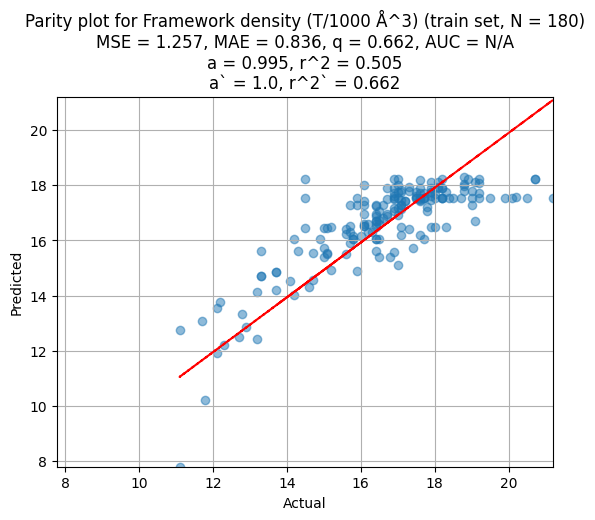 Parity plot for Framework density (T/1000 Å^3) (train set, N = 180)
MSE = 1.257, MAE = 0.836, q = 0.662, AUC = N/A
a = 0.995, r^2 = 0.505
a` = 1.0, r^2` = 0.662
20
18
16
14
12
10
8
Predicted
8
10
12
14
16
18
20
Actual